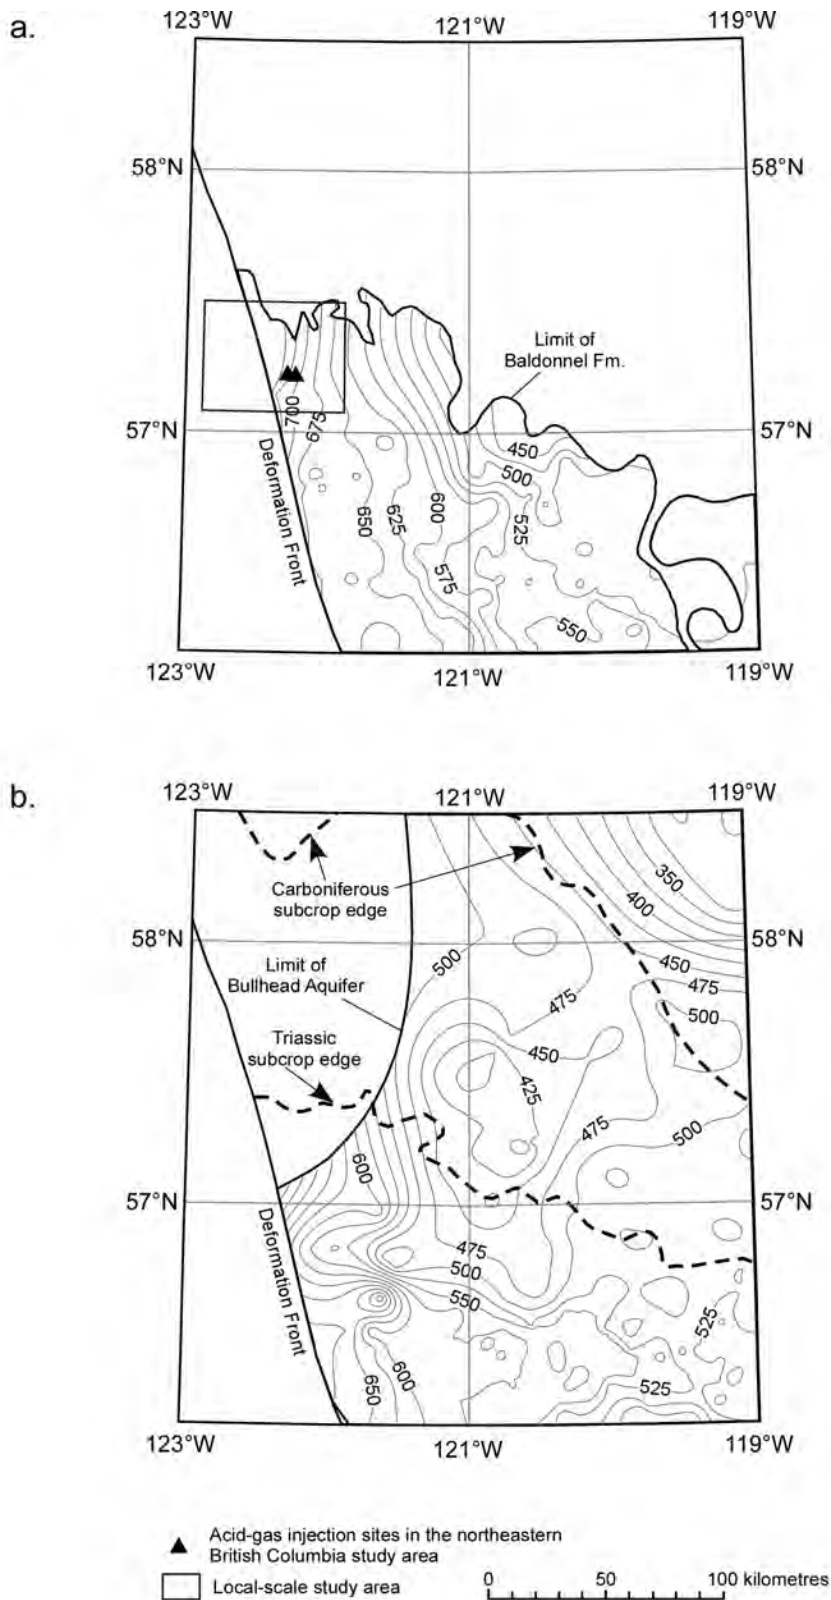 a.
123°W
121°W
119°W
58°N
58°N
Limit of
Baldonnel Fm.
57°N
57°N
700
675
650
625
600
575
450
500
525
550
Deformation Front
123°W
121°W
119°W
b.
123°W
121°W
119°W
Carboniferous
subcrop edge
350
400
450
475
500
58°N
58°N
500
Limit of
Bullhead Aquifer
475
Triassic
subcrop edge
450
425
475
500
600
57°N
57°N
Deformation Front
475
500
550
525
525
600
650
123°W
121°W
119°W
Acid-gas injection sites in the northeastern
British Columbia study area
Local-scale study area
0 50 100 kilometres